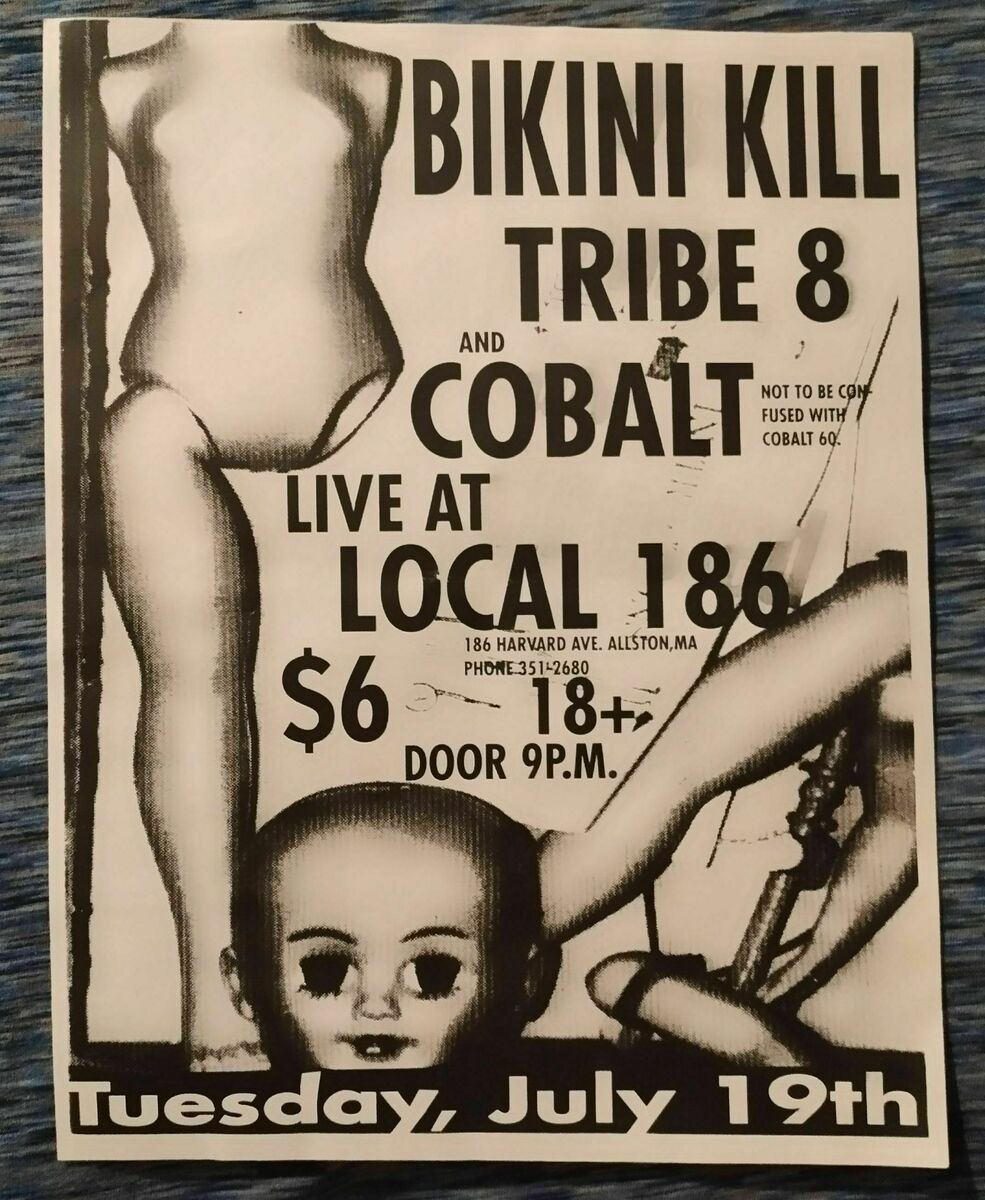 BIKINI KILL
TRIBE 8
AND
COBALT
NOT TO BE CON-
FUSED WITH
COBALT 60.
LIVE AT
LOCAL 186
186 HARVARD AVE. ALLSTON,MA
PHONE 351-2680
$6
18+
DOOR 9P.M.
Tuesday, July 19th